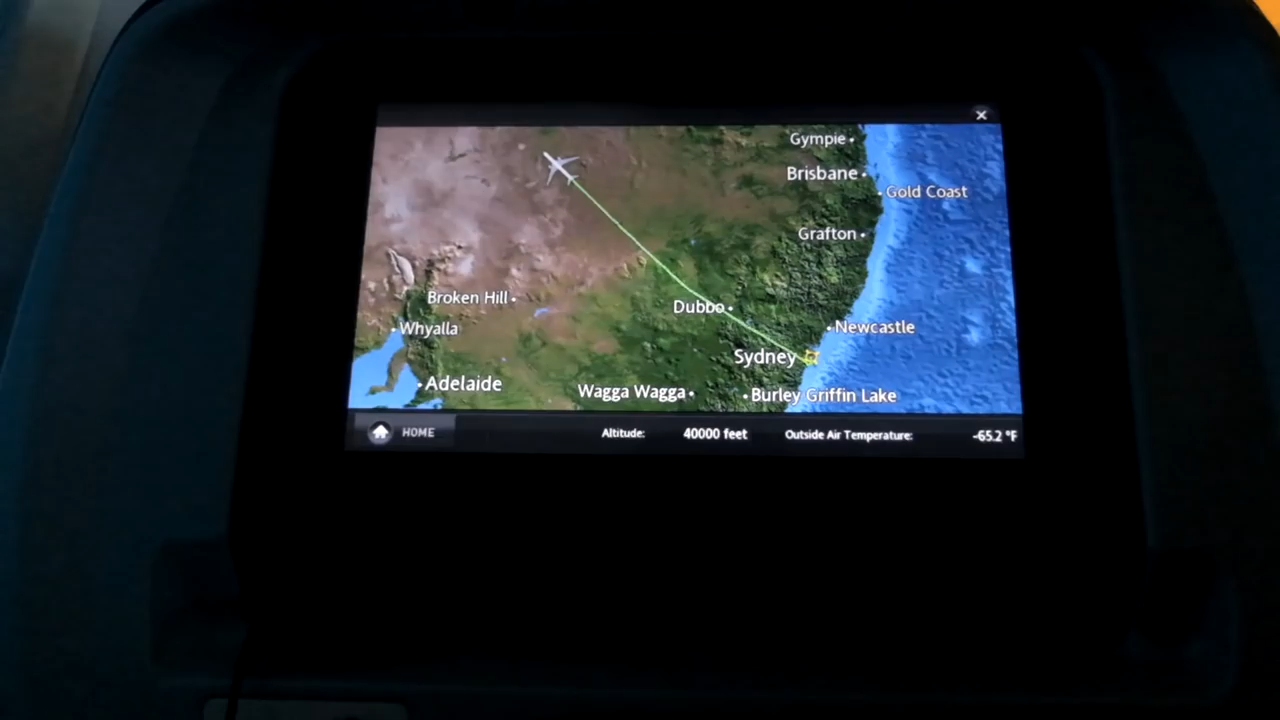 Gympie
Brisbane
Gold Coast
Grafton
Broken Hill
Dubbo
Whyalla
Newcastle
Sydney
Adelaide
Wagga Wagga
Burley Griffin Lake
HOME
Altitude: 40000 feet Outside Air Temperature: -65.2 °F